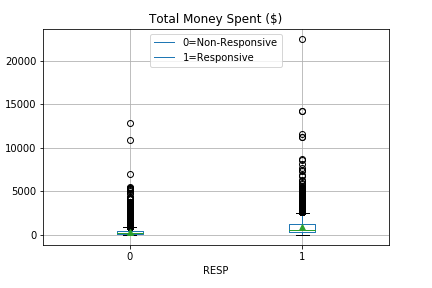 Total Money Spent ($)
0=Non-Responsive
1=Responsive
20000
15000
10000
5000
0
0 1
RESP